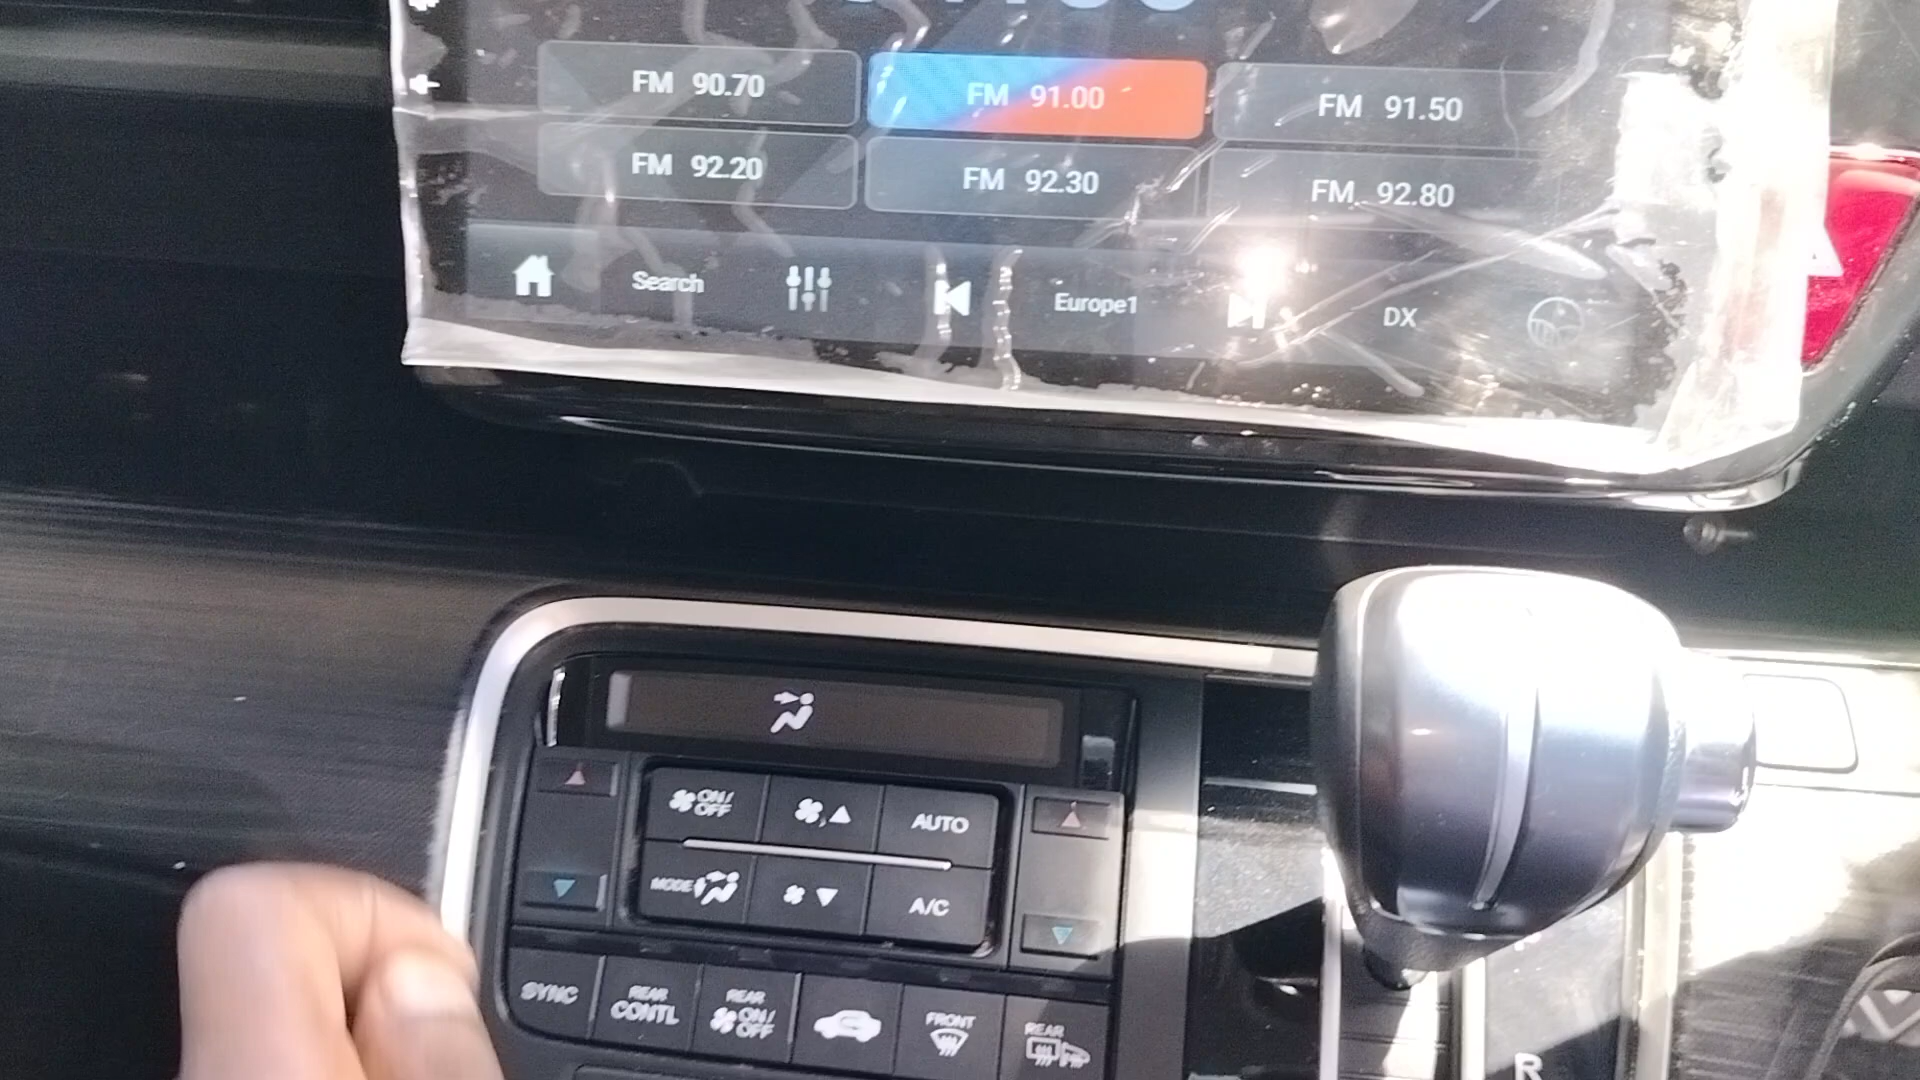 FM 90.70
FM 91.00
FM 91.50
FM 92.20
FM 92.30
FM 92.80
Search
Europe1
DX
ON/OFF
AUTO
MODE
A/C
SYNC
REAR CONTL
REAR ON/OFF
FRONT
REAR
R